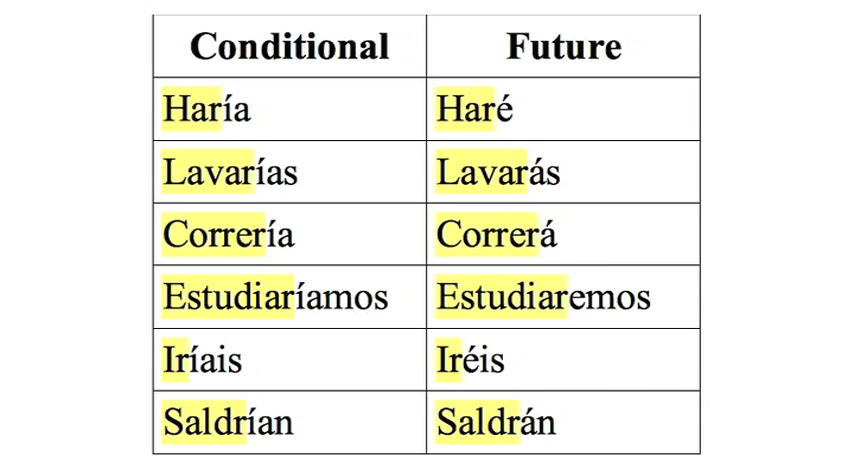 Conditional Future
Haría Haré
Lavarías Lavarás
Correría Correrá
Estudiaríamos Estudiaremos
Iríais Iréis
Saldrían Saldrán